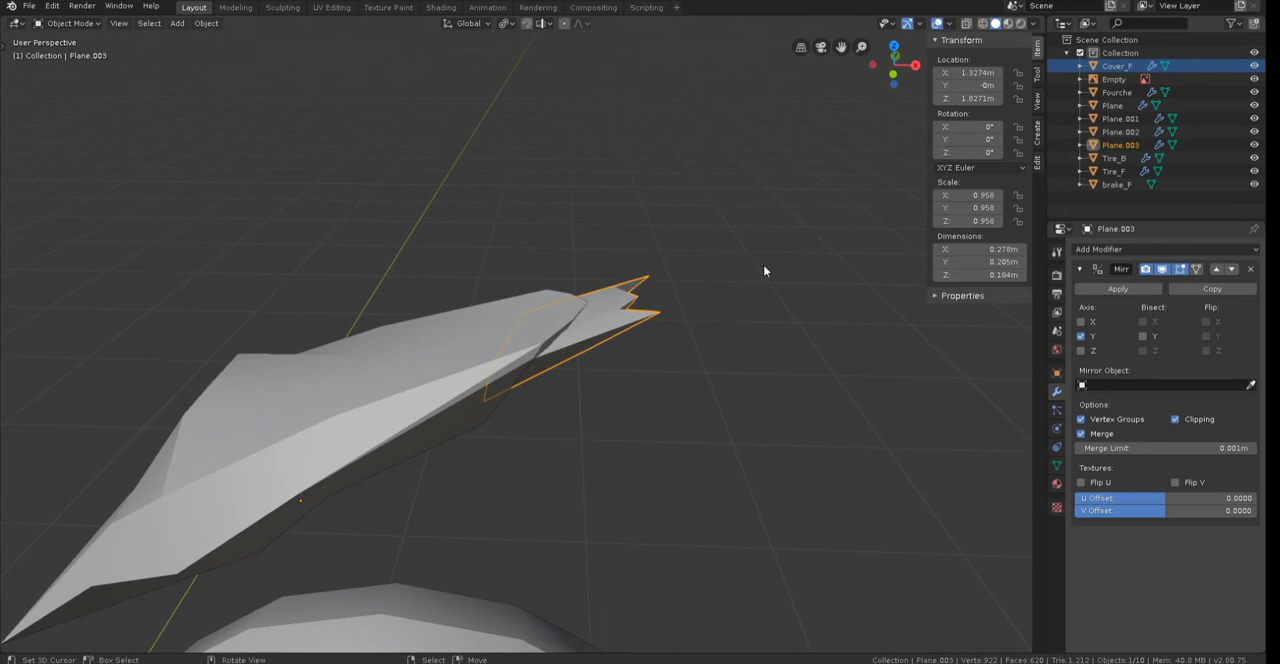 File Edit Render Window Help Layout Modeling Sculpting UV Editing Texture Paint Shading Animation Rendering Compositing Scripting + Scene View Layer
Object Mode View Select Add Object Global
User Perspective
(1) Collection | Plane.003
Z
X
Transform
Location:
X: 1.3274m
Y: -0m
Z: 1.8271m
Rotation:
X: 0°
Y: 0°
Z: 0°
XYZ Euler
Scale:
X: 0.958
Y: 0.958
Z: 0.958
Dimensions:
X: 0.278m
Y: 0.205m
Z: 0.184m
Properties
Item
Tool
View
Create
Edit
Scene Collection
Collection
Cover_F
Empty
Fourche
Plane
Plane.001
Plane.002
Plane.003
Tire_B
Tire_F
brake_F
Plane.003
Add Modifier
Mirr
Apply Copy
Axis: Bisect: Flip:
X X X
Y Y Y
Z Z Z
Mirror Object:
Options:
Vertex Groups Clipping
Merge
Merge Limit: 0.001m
Textures:
Flip U Flip V
U Offset: 0.0000
V Offset: 0.0000
Set 3D Cursor Box Select Rotate View Select Move Collection | Plane.003 | Verts:922 | Faces:620 | Tris:1,212 | Objects:1/10 | Mem: 40.8 MB | v2.80.75